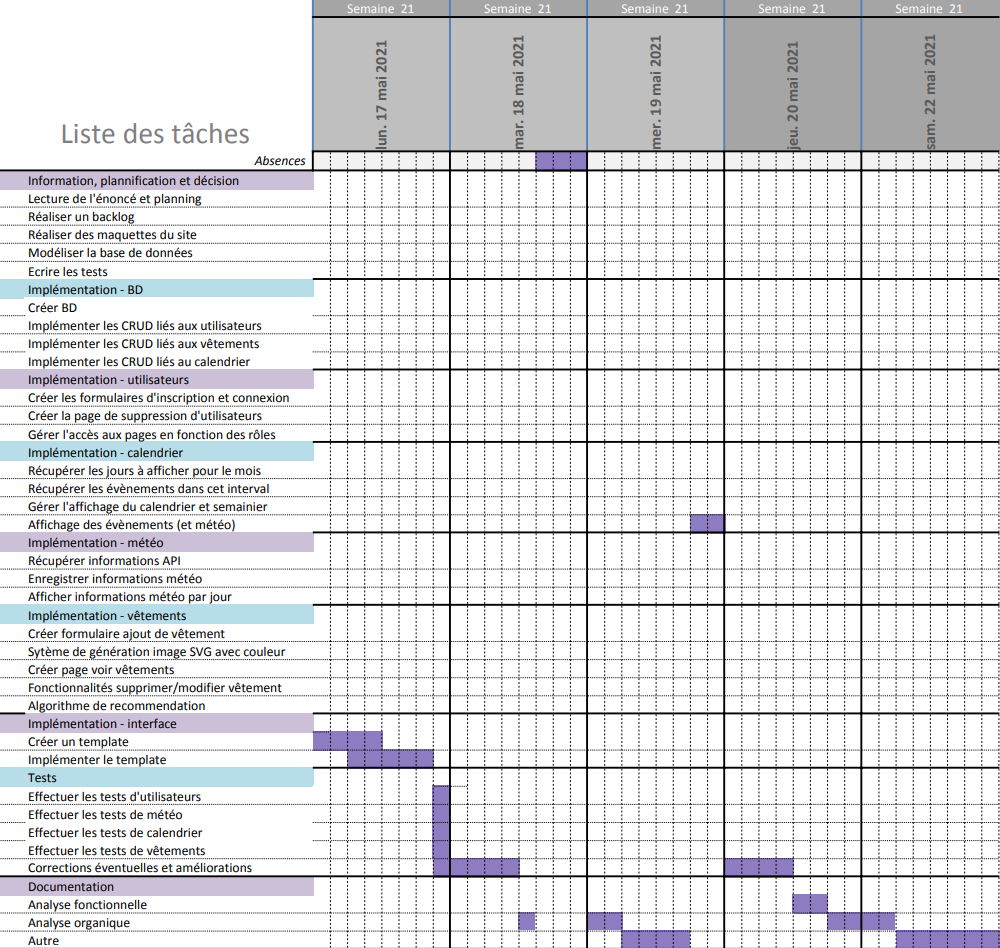 Semaine 21 Semaine 21 Semaine 21 Semaine 21 Semaine 21
lun. 17 mai 2021
mar. 18 mai 2021
mer. 19 mai 2021
jeu. 20 mai 2021
sam. 22 mai 2021
Liste des tâches
Absences
Information, plannification et décision
Lecture de l'énoncé et planning
Réaliser un backlog
Réaliser des maquettes du site
Modéliser la base de données
Ecrire les tests
Implémentation - BD
Créer BD
Implémenter les CRUD liés aux utilisateurs
Implémenter les CRUD liés aux vêtements
Implémenter les CRUD liés au calendrier
Implémentation - utilisateurs
Créer les formulaires d'inscription et connexion
Créer la page de suppression d'utilisateurs
Gérer l'accès aux pages en fonction des rôles
Implémentation - calendrier
Récupérer les jours à afficher pour le mois
Récupérer les évènements dans cet interval
Gérer l'affichage du calendrier et semainier
Affichage des évènements (et météo)
Implémentation - météo
Récupérer informations API
Enregistrer informations météo
Afficher informations météo par jour
Implémentation - vêtements
Créer formulaire ajout de vêtement
Sytème de génération image SVG avec couleur
Créer page voir vêtements
Fonctionnalités supprimer/modifier vêtement
Algorithme de recommendation
Implémentation - interface
Créer un template
Implémenter le template
Tests
Effectuer les tests d'utilisateurs
Effectuer les tests de météo
Effectuer les tests de calendrier
Effectuer les tests de vêtements
Corrections éventuelles et améliorations
Documentation
Analyse fonctionnelle
Analyse organique
Autre